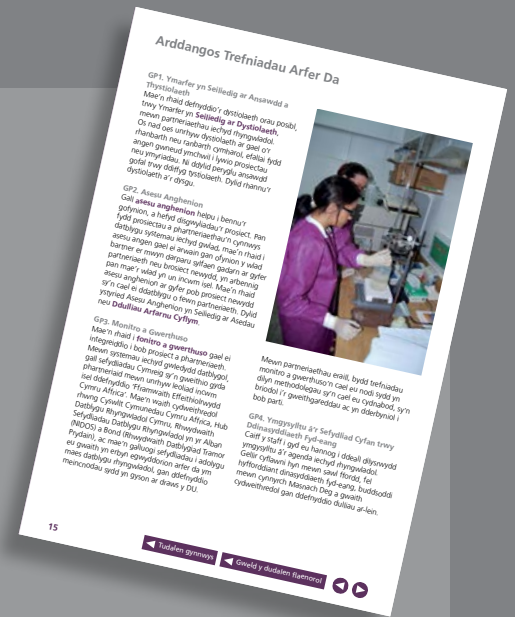 Arddangos Trefniadau Arfer Da
GP1. Ymarfer yn Seiliedig ar Ansawdd a
Thystiolaeth
Mae'n rhaid defnyddio'r dystiolaeth orau posibl,
trwy Ymarfer yn Seiliedig ar Dystiolaeth,
mewn partneriaethau iechyd rhyngwladol.
Os nad oes unrhyw dystiolaeth ar gael o'r
rhanbarth neu ranbarth cymharol, efallai fydd
angen gwneud ymchwil i lywio prosiectau
neu ymyriadau. Ni ddylid peryglu ansawdd
gofal trwy ddiffyg tystiolaeth. Dylid rhannu'r
dystiolaeth a'r dysgu.
GP2. Asesu Anghenion
Gall asesu anghenion helpu i bennu'r
gofynion, a hefyd disgwyliadau'r prosiect. Pan
fydd prosiectau a phartneriaethau'n cynnwys
datblygu systemau iechyd gwlad, mae'n rhaid i
asesu angen gael ei arwain gan ofynion y wlad
bartner er mwyn darparu sylfaen gadarn ar gyfer
partneriaeth neu brosiect newydd, yn arbennig
pan mae'r wlad yn un incwm isel. Mae'n rhaid
asesu anghenion ar gyfer pob prosiect newydd
sy'n cael ei ddatblygu o fewn partneriaeth. Dylid
ystyried Asesu Anghenion yn Seiliedig ar Asedau
neu Ddulliau Arfarnu Cyflym.
GP3. Monitro a Gwerthuso
Mae'n rhaid i fonitro a gwerthuso gael ei
integreiddio i bob prosiect a phartneriaeth.
Mewn systemau iechyd gwledydd datblygol,
gall sefydliadau Cymreig sy'n gweithio gyda
phartneriaid mewn unrhyw leoliad incwm
isel ddefnyddio 'Fframwaith Effeithiolrwydd
Cymru Affrica'. Mae'n waith cydweithredol
rhwng Cyswllt Cymunedau Cymru Affrica, Hub
Datblygu Rhyngwladol Cymru, Rhwydwaith
Sefydliadau Datblygu Rhyngwladol yn yr Alban
(NIDOS) a Bond (Rhwydwaith Datblygiad Tramor
Prydain), ac mae'n galluogi sefydliadau i adolygu
eu gwaith yn erbyn egwyddorion arfer da ym
maes datblygu rhyngwladol, gan ddefnyddio
meincnodau sydd yn gyson ar draws y DU.
Mewn partneriaethau eraill, bydd trefniadau
monitro a gwerthuso'n cael eu nodi sydd yn
dilyn methodolegau sy'n cael eu cydnabod, sy'n
briodol i'r gweithgareddau ac yn dderbyniol i
bob parti.
GP4. Ymgysylltu â'r Sefydliad Cyfan trwy
Ddinasyddiaeth Fyd-eang
Caiff y staff i gyd eu hannog i ddeall dilysrwydd
ymgysylltu â'r agenda iechyd rhyngwladol.
Gellir cyflawni hyn mewn sawl ffordd, fel
hyfforddiant dinasyddiaeth fyd-eang, buddsoddi
mewn cynnyrch Masnach Deg a gwaith
cydweithredol gan ddefnyddio dulliau ar-lein.
15
Tudalen gynnwys
Gweld y dudalen flaenorol